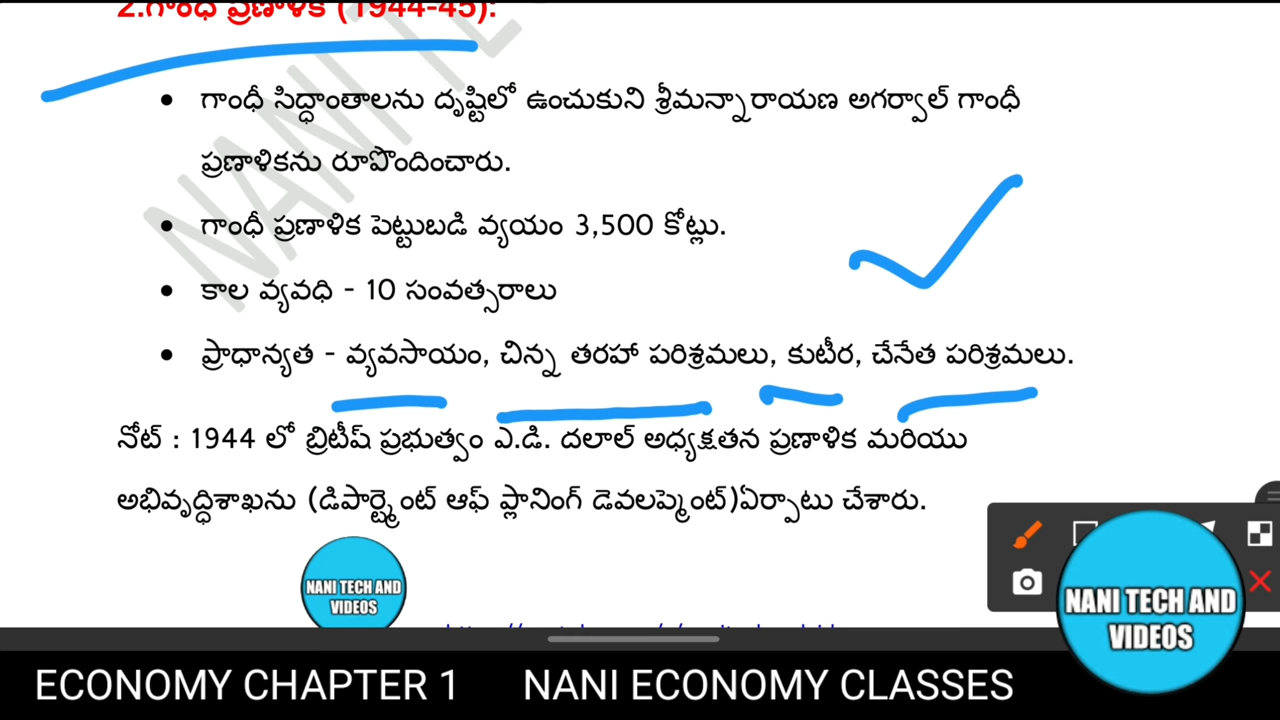 2.గాంధీ ప్రణాళిక (1944-45):
• గాంధీ సిద్ధాంతాలను దృష్టిలో ఉంచుకుని శ్రీమన్నారాయణ అగర్వాల్ గాంధీ
ప్రణాళికను రూపొందించారు.
• గాంధీ ప్రణాళిక పెట్టుబడి వ్యయం 3,500 కోట్లు.
• కాల వ్యవధి - 10 సంవత్సరాలు
• ప్రాధాన్యత - వ్యవసాయం, చిన్న తరహా పరిశ్రమలు, కుటీర, చేనేత పరిశ్రమలు.
నోట్ : 1944 లో బ్రిటీష్ ప్రభుత్వం ఎ.డి. దలాల్ అధ్యక్షతన ప్రణాళిక మరియు
అభివృద్ధిశాఖను (డిపార్ట్మెంట్ ఆఫ్ ప్లానింగ్ డెవలప్మెంట్)ఏర్పాటు చేశారు.
NANI TECH AND
VIDEOS
NANI TECH AND
VIDEOS
ECONOMY CHAPTER 1 NANI ECONOMY CLASSES